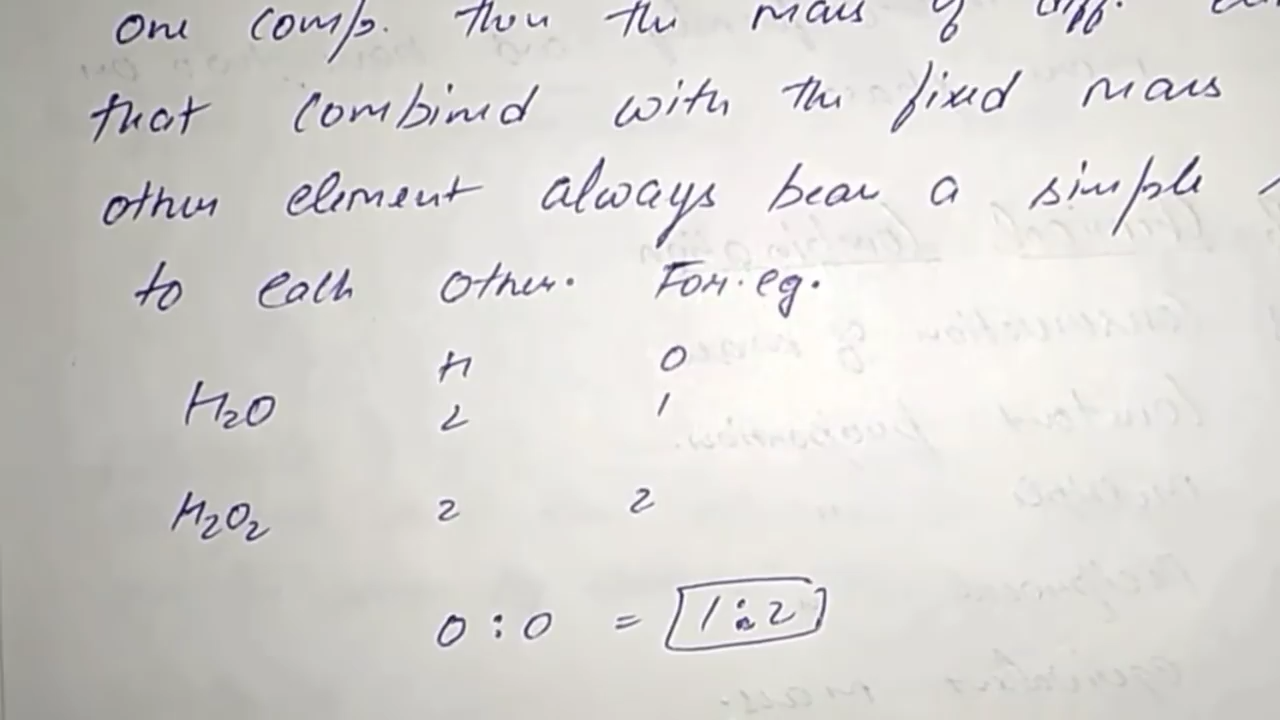 one comp. then the mass of diff.
that combined with the fixed mass
other element always bear a simple
to each other. For.eg.
H O
H2O 2 1
H2O2 2 2
O : O = 1:2